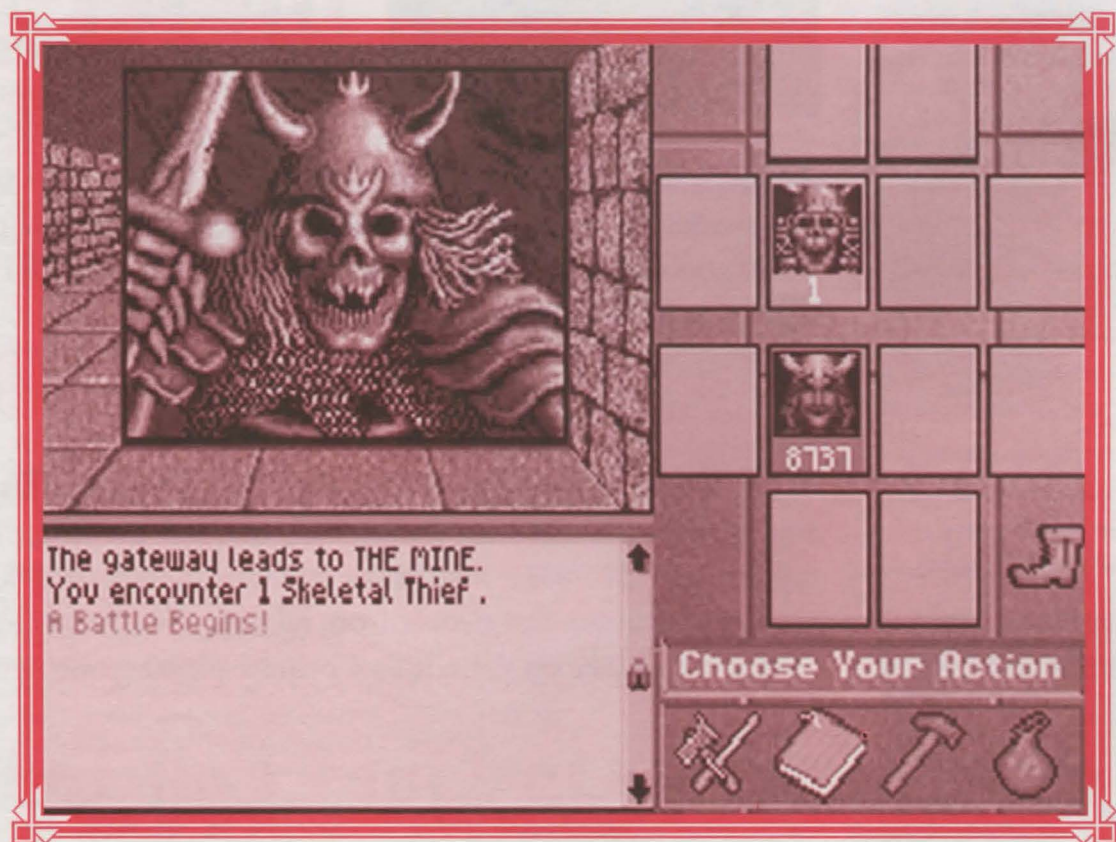 1
8737
The gateway leads to THE MINE.
You encounter 1 Skeletal Thief .
A Battle Begins!
Choose Your Action